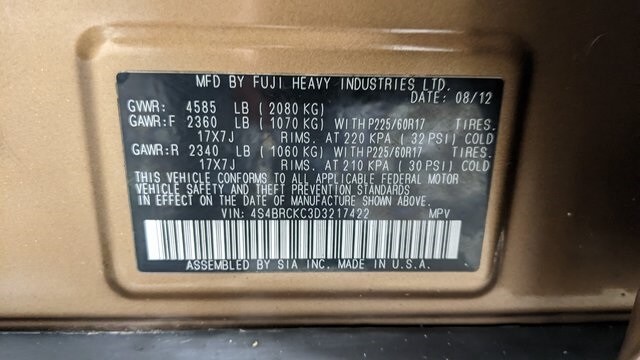 MFD BY FUJI HEAVY INDUSTRIES LTD.
DATE: 08/12
GVWR: 4585 LB ( 2080 KG)
GAWR:F 2360 LB ( 1070 KG) WITH P225/60R17 TIRES.
17X7J RIMS. AT 220 KPA ( 32 PSI) COLD
GAWR:R 2340 LB ( 1060 KG) WITH P225/60R17 TIRES.
17X7J RIMS. AT 210 KPA ( 30 PSI) COLD
THIS VEHICLE CONFORMS TO ALL APPLICABLE FEDERAL MOTOR
VEHICLE SAFETY AND THEFT PREVENTION STANDARDS
IN EFFECT ON THE DATE OF MANUFACTURE SHOWN ABOVE.
VIN: 4S4BRCKC3D3217422 MPV
ASSEMBLED BY SIA INC. MADE IN U.S.A.